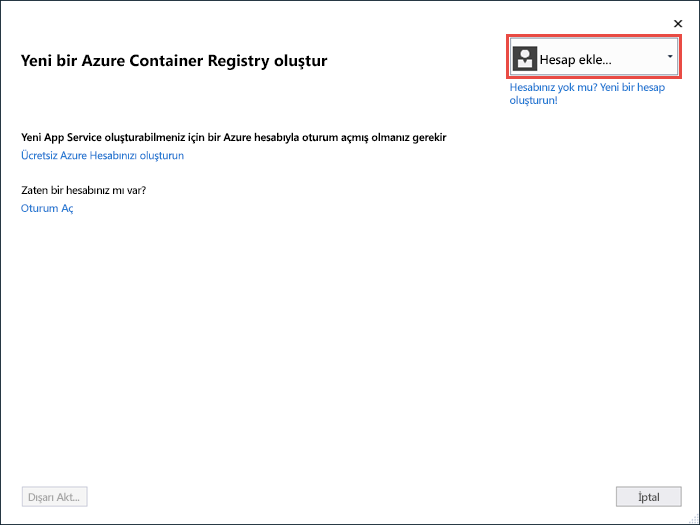 Yeni bir Azure Container Registry oluştur
Hesap ekle...
Hesabınız yok mu? Yeni bir hesap
oluşturun!
Yeni App Service oluşturabilmeniz için bir Azure hesabıyla oturum açmış olmanız gerekir
Ücretsiz Azure Hesabınızı oluşturun
Zaten bir hesabınız mı var?
Oturum Aç
Dışarı Akt...
İptal